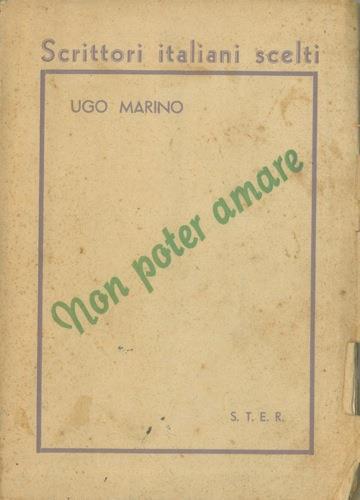 Scrittori italiani scelti
UGO MARINO
Non poter amare
S. T. E. R.